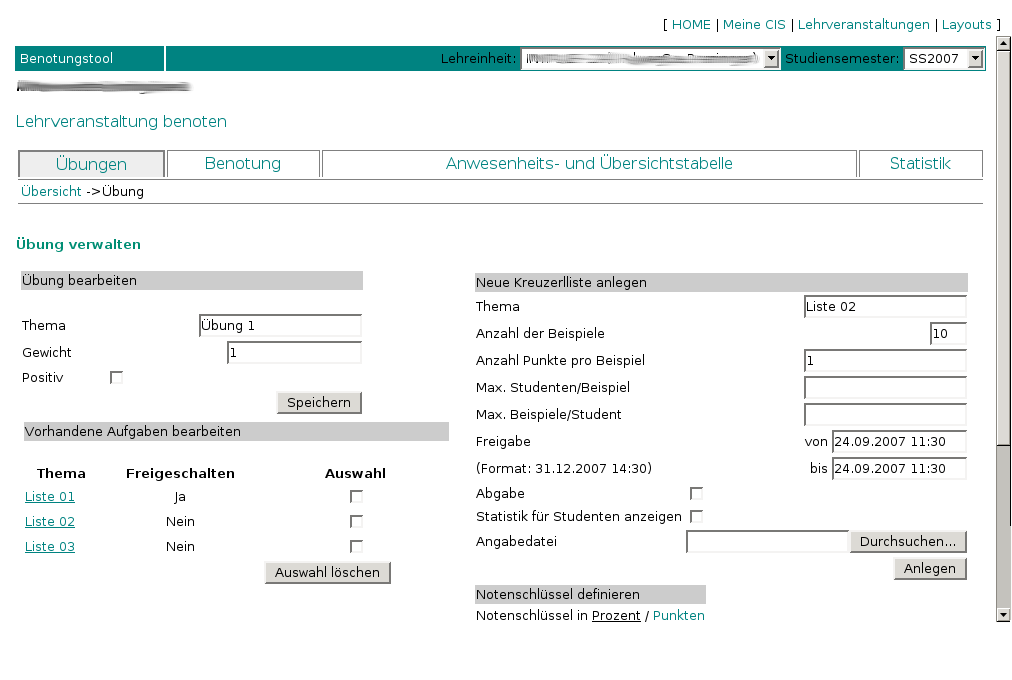 [ HOME | Meine CIS | Lehrveranstaltungen | Layouts ]
Benotungstool Lehreinheit: Studiensemester: SS2007
Lehrveranstaltung benoten
Übungen Benotung Anwesenheits- und Übersichtstabelle Statistik
Übersicht ->Übung
Übung verwalten
Übung bearbeiten
Thema Übung 1
Gewicht 1
Positiv
Speichern
Vorhandene Aufgaben bearbeiten
Thema Freigeschalten Auswahl
Liste 01 Ja
Liste 02 Nein
Liste 03 Nein
Auswahl löschen
Neue Kreuzerlliste anlegen
Thema Liste 02
Anzahl der Beispiele 10
Anzahl Punkte pro Beispiel 1
Max. Studenten/Beispiel
Max. Beispiele/Student
Freigabe von 24.09.2007 11:30
(Format: 31.12.2007 14:30) bis 24.09.2007 11:30
Abgabe
Statistik für Studenten anzeigen
Angabedatei Durchsuchen...
Anlegen
Notenschlüssel definieren
Notenschlüssel in Prozent / Punkten